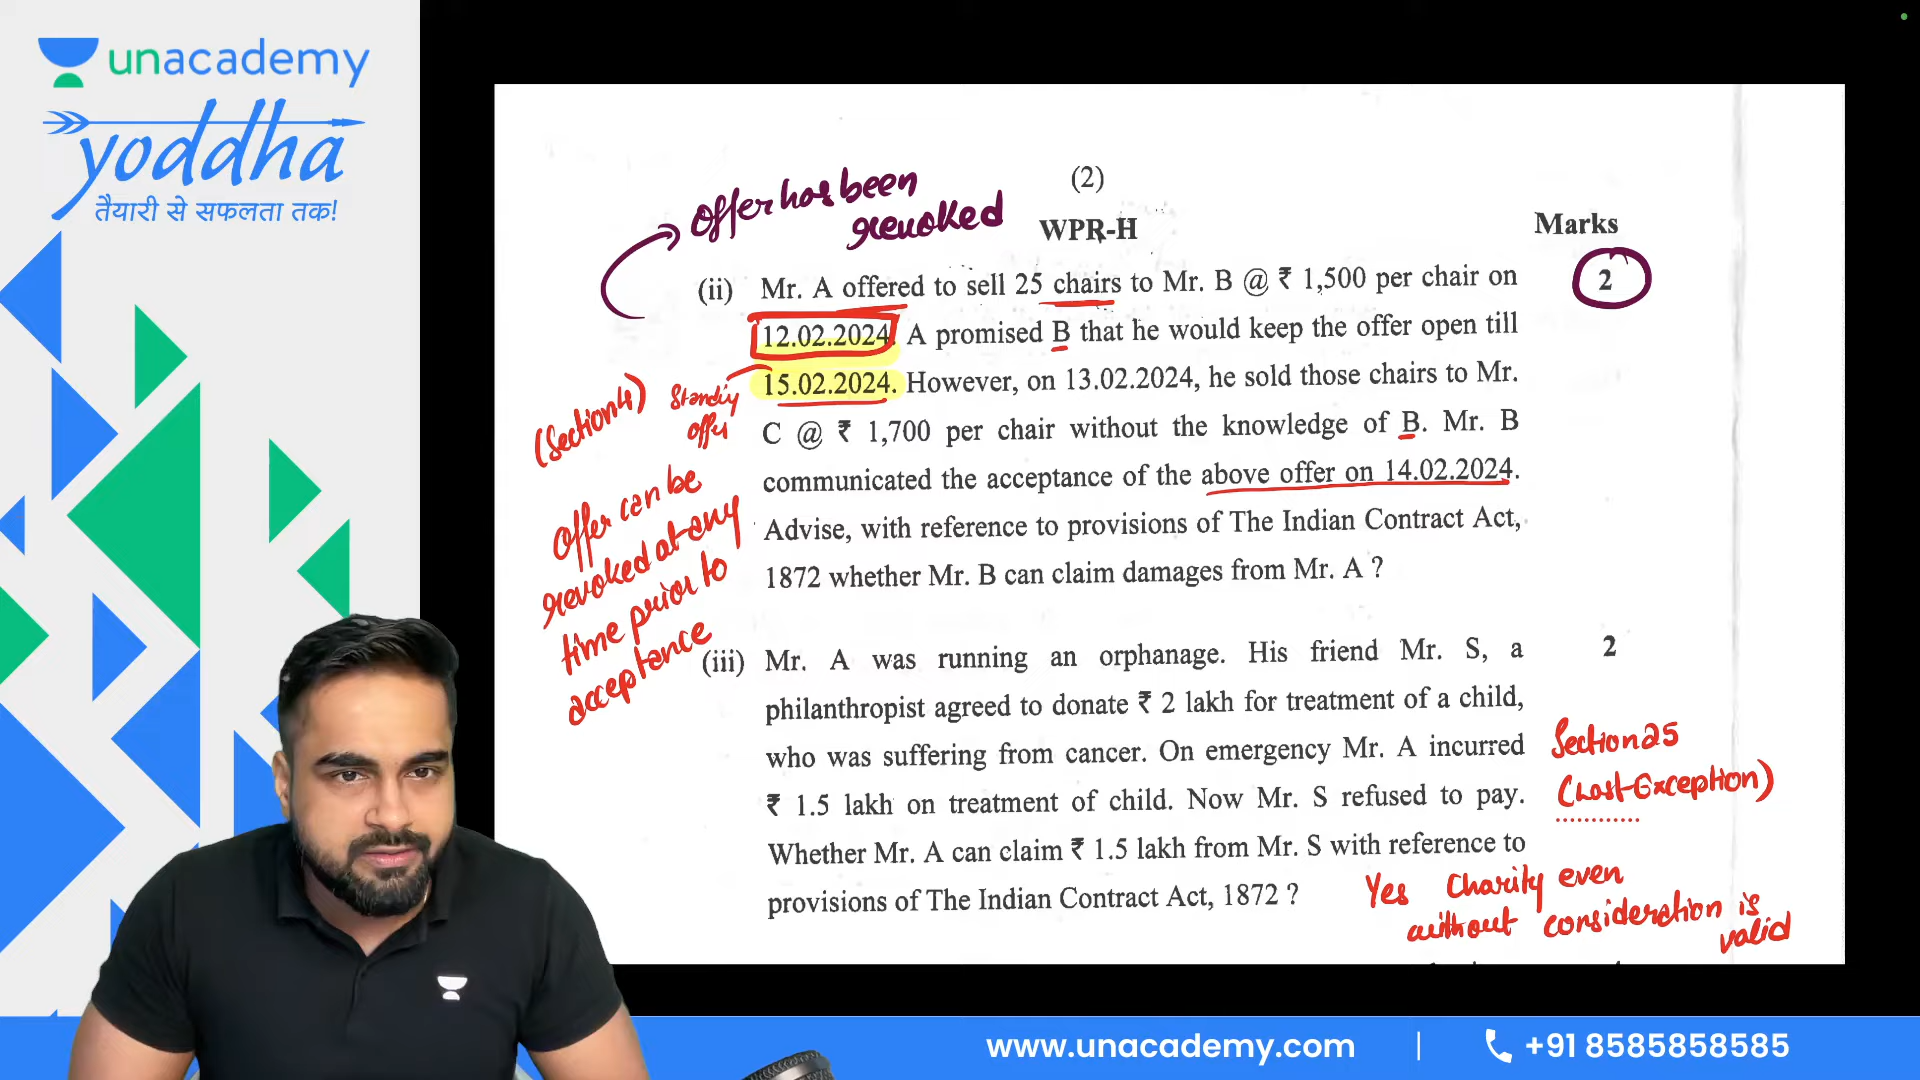 unacademy
yoddha
तैयारी से सफलता तक!
Offer has been
revoked
(2)
WPR-H
Marks
(ii) Mr. A offered to sell 25 chairs to Mr. B @ ₹ 1,500 per chair on
2
12.02.2024. A promised B that he would keep the offer open till
15.02.2024. However, on 13.02.2024, he sold those chairs to Mr.
C @ ₹ 1,700 per chair without the knowledge of B. Mr. B
communicated the acceptance of the above offer on 14.02.2024.
Advise, with reference to provisions of The Indian Contract Act,
1872 whether Mr. B can claim damages from Mr. A ?
(Section 4)
Standing
offer
Offer can be
revoked at any
time prior to
acceptance
(iii) Mr. A was running an orphanage. His friend Mr. S, a
2
philanthropist agreed to donate ₹ 2 lakh for treatment of a child,
who was suffering from cancer. On emergency Mr. A incurred
₹ 1.5 lakh on treatment of child. Now Mr. S refused to pay.
Whether Mr. A can claim ₹ 1.5 lakh from Mr. S with reference to
provisions of The Indian Contract Act, 1872 ?
Section 25
(Last Exception)
Yes Charity even
without consideration is
valid
www.unacademy.com | +91 8585858585